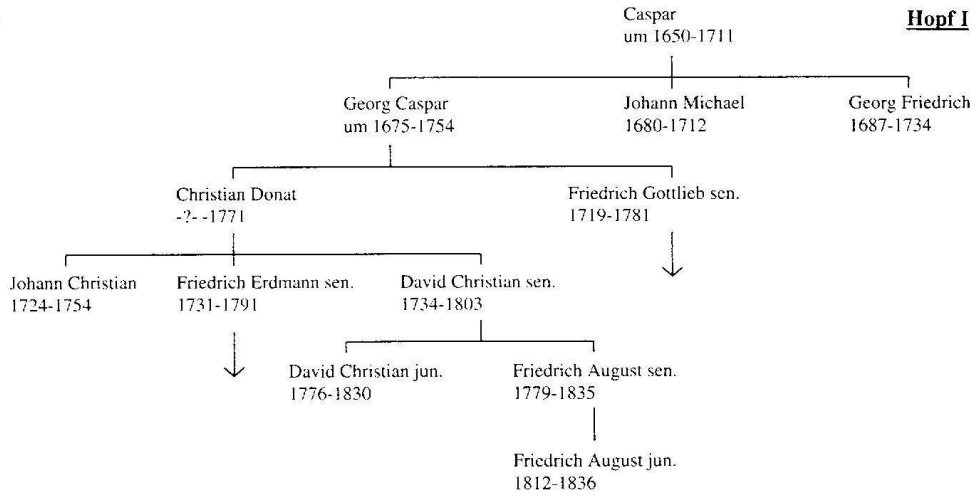 Caspar
um 1650-1711
Hopf I
Georg Caspar
um 1675-1754
Johann Michael
1680-1712
Georg Friedrich
1687-1734
Christian Donat
-?- -1771
Friedrich Gottlieb sen.
1719-1781
Johann Christian
1724-1754
Friedrich Erdmann sen.
1731-1791
David Christian sen.
1734-1803
David Christian jun.
1776-1830
Friedrich August sen.
1779-1835
Friedrich August jun.
1812-1836